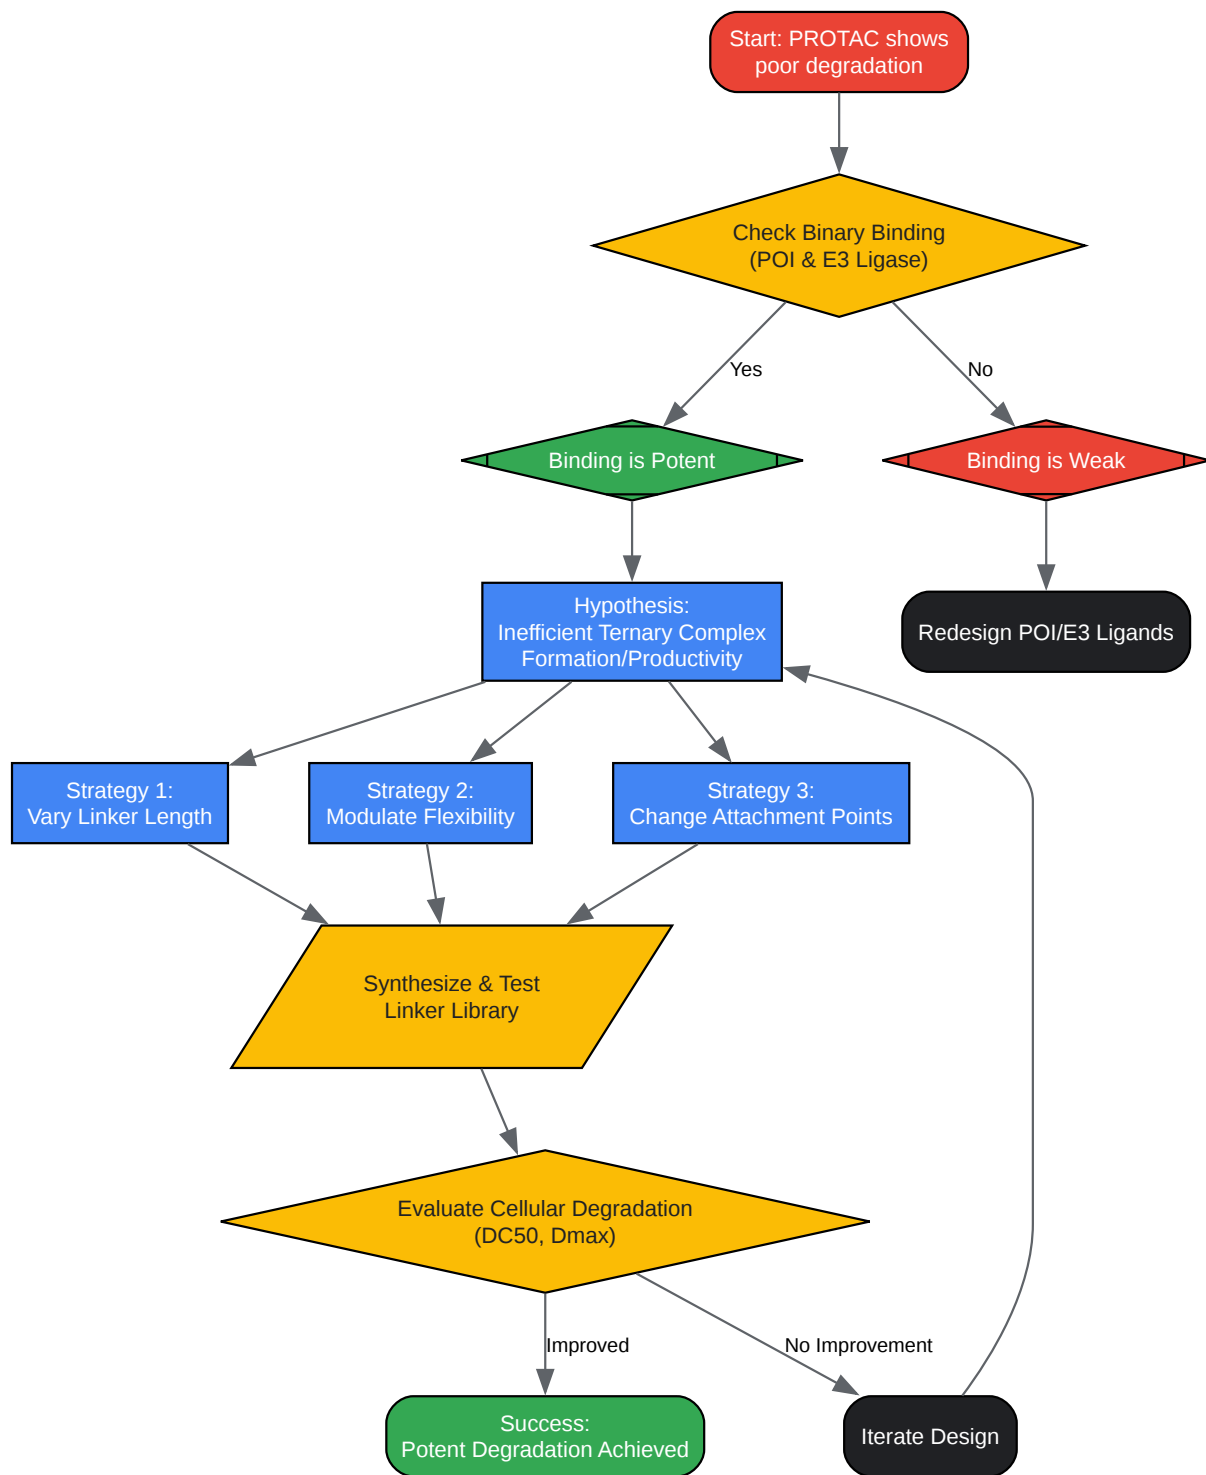 Start: PROTAC shows
poor degradation
Check Binary Binding
(POI & E3 Ligase)
Yes
No
Binding is Potent
Binding is Weak
Hypothesis:
Inefficient Ternary Complex
Formation/Productivity
Redesign POI/E3 Ligands
Strategy 1:
Vary Linker Length
Strategy 2:
Modulate Flexibility
Strategy 3:
Change Attachment Points
Synthesize & Test
Linker Library
Evaluate Cellular Degradation
(DC50, Dmax)
Improved
No Improvement
Success:
Potent Degradation Achieved
Iterate Design